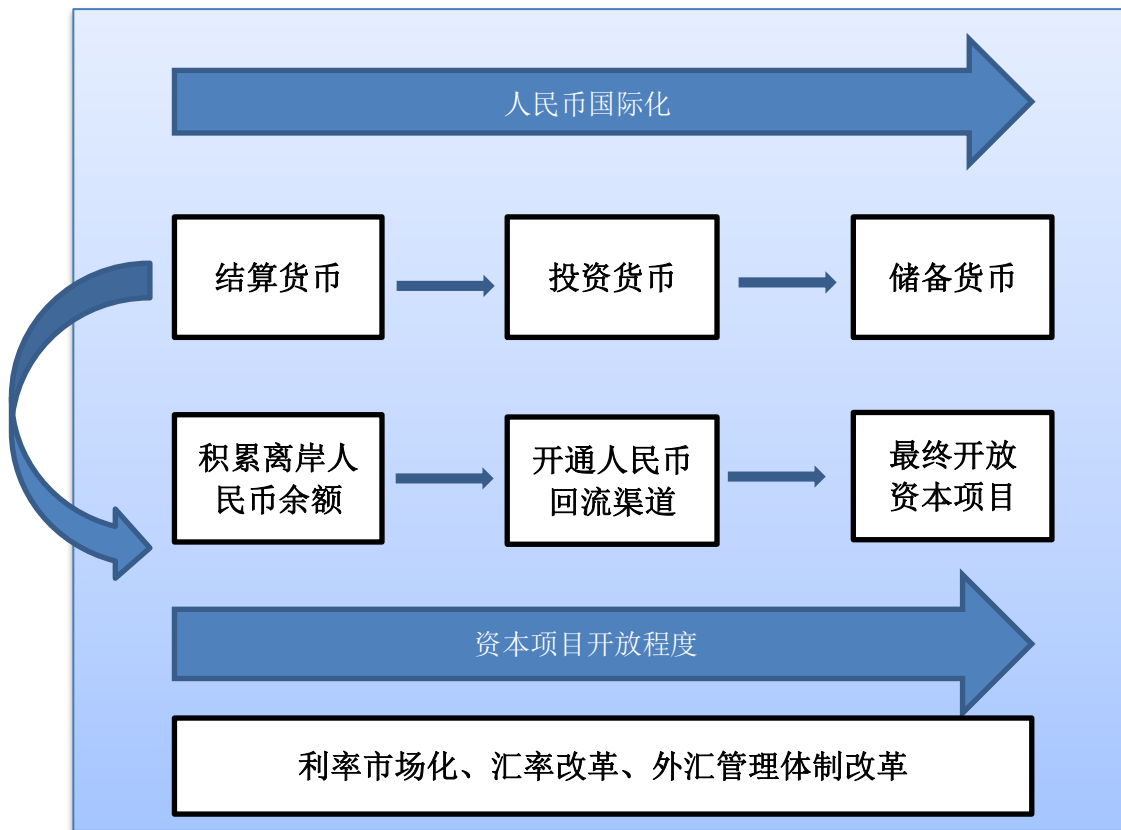 人民币国际化
结算货币
投资货币
储备货币
积累离岸人
民币余额
开通人民币
回流渠道
最终开放
资本项目
资本项目开放程度
利率市场化、汇率改革、外汇管理体制改革